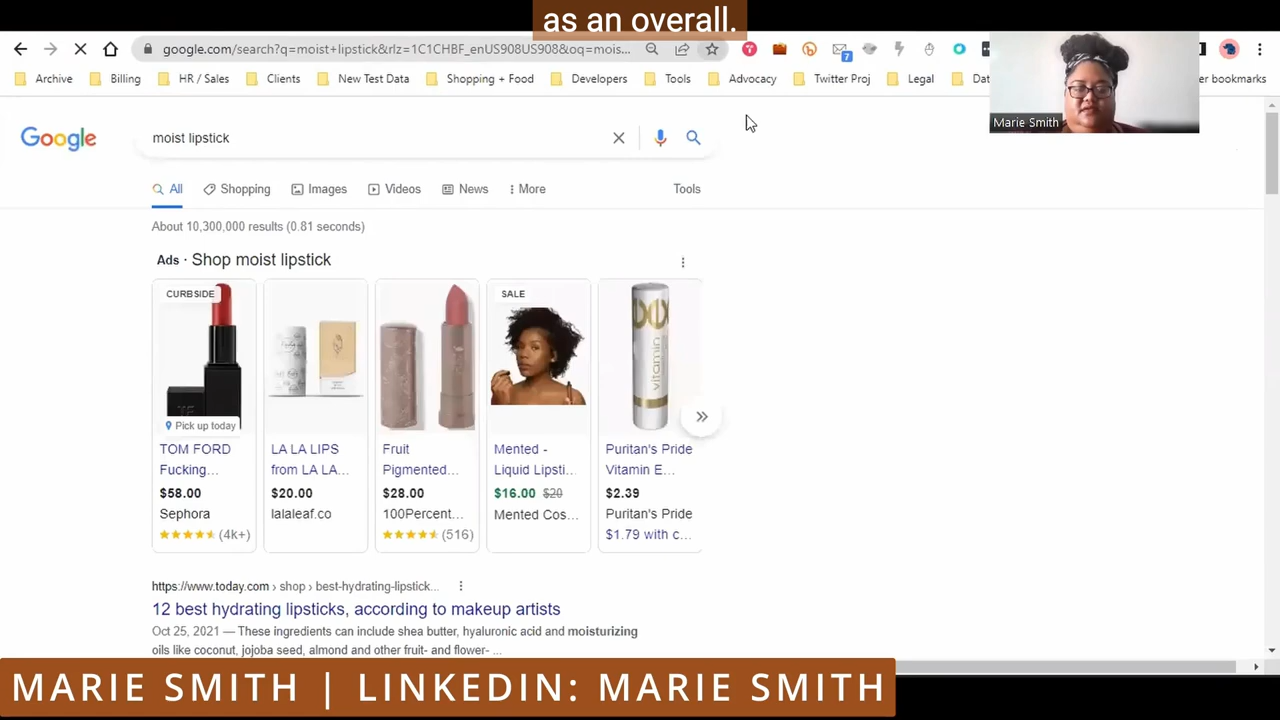 as an overall.
google.com/search?q=moist+lipstick&rlz=1C1CHBF_enUS908US908&oq=mois...
7
Archive Billing HR / Sales Clients New Test Data Shopping + Food Developers Tools Advocacy Twitter Proj Legal Dat er bookmarks
Marie Smith
Google
moist lipstick
All Shopping Images Videos News More Tools
About 10,300,000 results (0.81 seconds)
Ads · Shop moist lipstick
CURBSIDE
SALE
vitamin
Pick up today
TOM FORD
Fucking...
$58.00
Sephora
(4k+)
LA LA LIPS
from LA LA...
$20.00
lalaleaf.co
Fruit
Pigmented...
$28.00
100Percent...
(516)
Mented -
Liquid Lipsti...
$16.00 $20
Mented Cos...
Puritan's Pride
Vitamin E...
$2.39
Puritan's Pride
$1.79 with c...
https://www.today.com › shop › best-hydrating-lipstick...
12 best hydrating lipsticks, according to makeup artists
Oct 25, 2021 — These ingredients can include shea butter, hyaluronic acid and moisturizing
oils like coconut, jojoba seed, almond and other fruit- and flower- ...
MARIE SMITH | LINKEDIN: MARIE SMITH